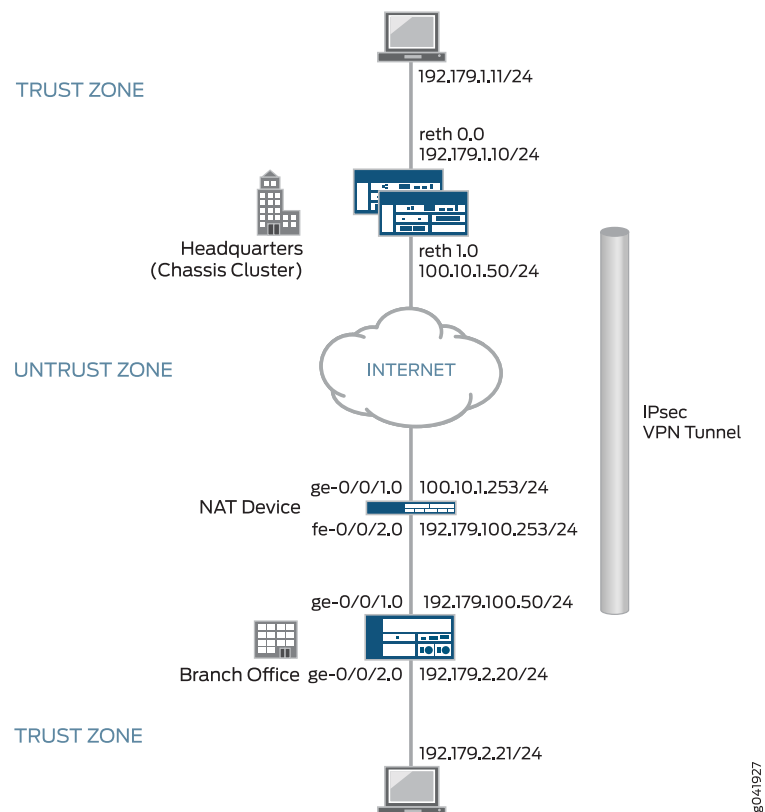 192.179.1.11/24
TRUST ZONE
reth 0.0
192.179.1.10/24
Headquarters
(Chassis Cluster)
reth 1.0
100.10.1.50/24
UNTRUST ZONE
INTERNET
IPsec
VPN Tunnel
ge-0/0/1.0 100.10.1.253/24
NAT Device
fe-0/0/2.0 192.179.100.253/24
ge-0/0/1.0 192.179.100.50/24
Branch Office ge-0/0/2.0 192.179.2.20/24
TRUST ZONE
192.179.2.21/24
g041927